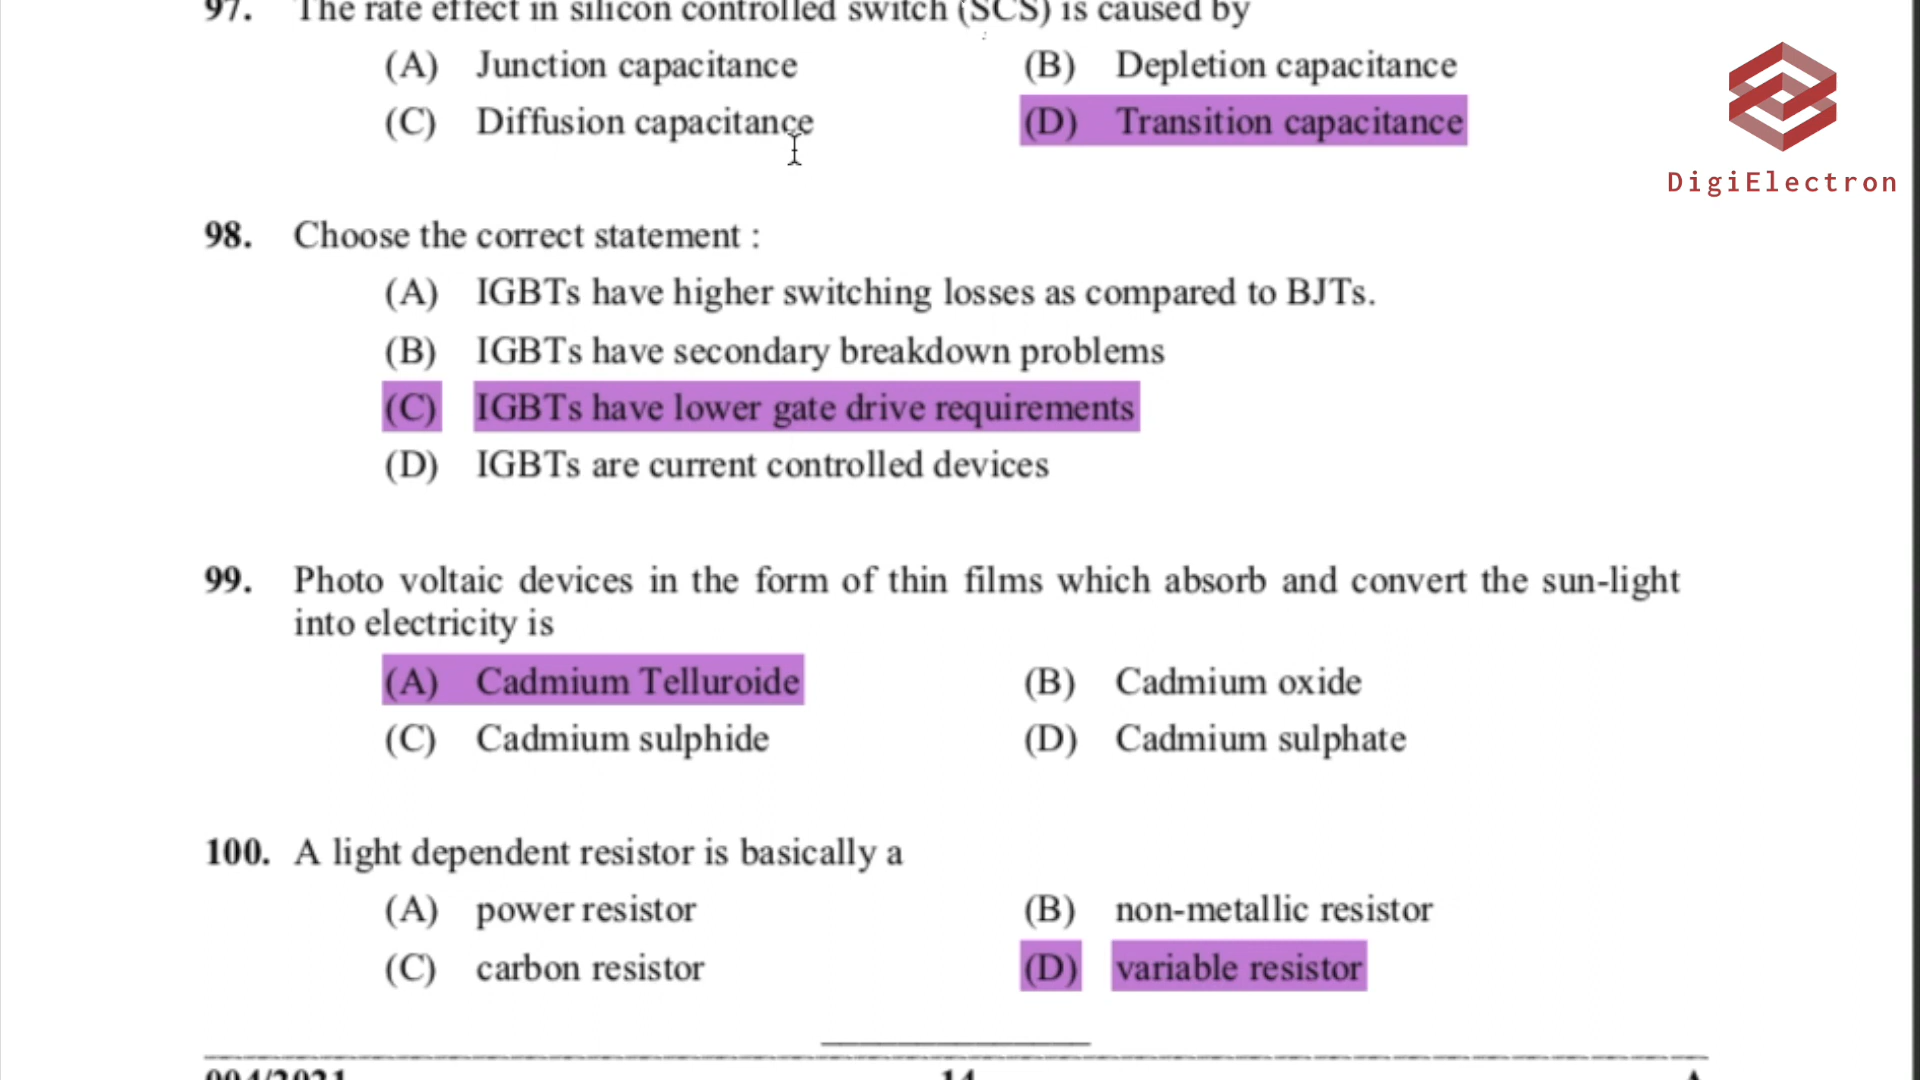 97. The rate effect in silicon controlled switch (SCS) is caused by
(A) Junction capacitance (B) Depletion capacitance
(C) Diffusion capacitance (D) Transition capacitance
DigiElectron
98. Choose the correct statement :
(A) IGBTs have higher switching losses as compared to BJTs.
(B) IGBTs have secondary breakdown problems
(C) IGBTs have lower gate drive requirements
(D) IGBTs are current controlled devices
99. Photo voltaic devices in the form of thin films which absorb and convert the sun-light
into electricity is
(A) Cadmium Telluroide (B) Cadmium oxide
(C) Cadmium sulphide (D) Cadmium sulphate
100. A light dependent resistor is basically a
(A) power resistor (B) non-metallic resistor
(C) carbon resistor (D) variable resistor
004/2021 14 A